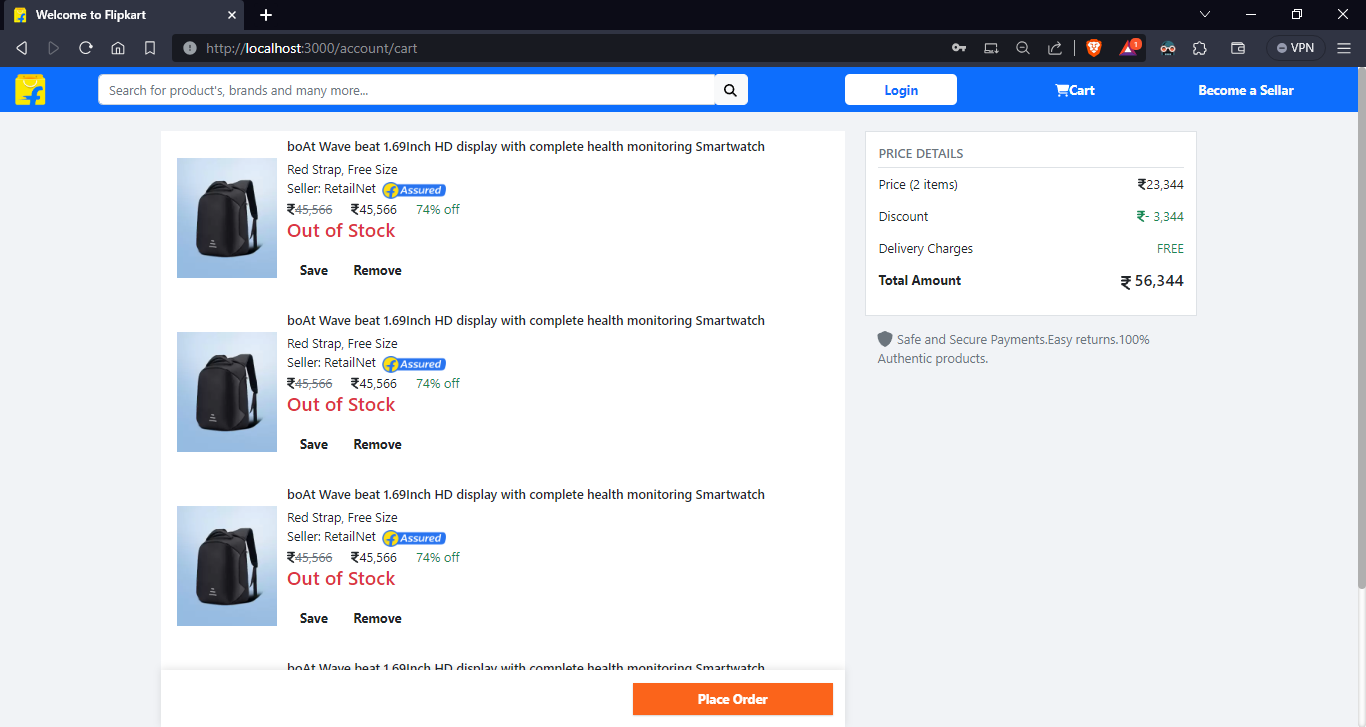 Welcome to Flipkart
http://localhost:3000/account/cart
1
VPN
Search for product's, brands and many more...
Login
Cart
Become a Sellar
boAt Wave beat 1.69Inch HD display with complete health monitoring Smartwatch
Red Strap, Free Size
Seller: RetailNet Assured
₹45,566 ₹45,566 74% off
Out of Stock
Save Remove
boAt Wave beat 1.69Inch HD display with complete health monitoring Smartwatch
Red Strap, Free Size
Seller: RetailNet Assured
₹45,566 ₹45,566 74% off
Out of Stock
Save Remove
boAt Wave beat 1.69Inch HD display with complete health monitoring Smartwatch
Red Strap, Free Size
Seller: RetailNet Assured
₹45,566 ₹45,566 74% off
Out of Stock
Save Remove
boAt Wave beat 1.69Inch HD display with complete health monitoring Smartwatch
Place Order
PRICE DETAILS
Price (2 items) ₹23,344
Discount ₹- 3,344
Delivery Charges FREE
Total Amount ₹ 56,344
Safe and Secure Payments.Easy returns.100%
Authentic products.